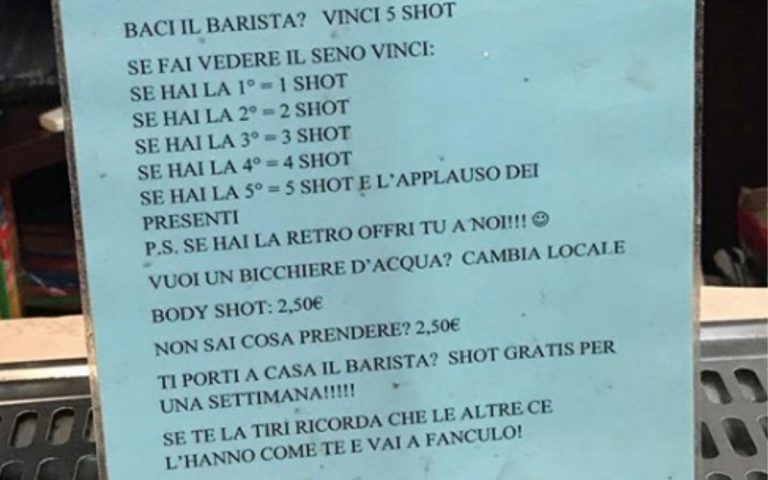 BACI IL BARISTA? VINCI 5 SHOT
SE FAI VEDERE IL SENO VINCI:
SE HAI LA 1° = 1 SHOT
SE HAI LA 2° = 2 SHOT
SE HAI LA 3° = 3 SHOT
SE HAI LA 4° = 4 SHOT
SE HAI LA 5° = 5 SHOT E L'APPLAUSO DEI
PRESENTI
P.S. SE HAI LA RETRO OFFRI TU A NOI!!! ☺
VUOI UN BICCHIERE D'ACQUA? CAMBIA LOCALE
BODY SHOT: 2,50€
NON SAI COSA PRENDERE? 2,50€
TI PORTI A CASA IL BARISTA? SHOT GRATIS PER
UNA SETTIMANA!!!!!
SE TE LA TIRI RICORDA CHE LE ALTRE CE
L'HANNO COME TE E VAI A FANCULO!